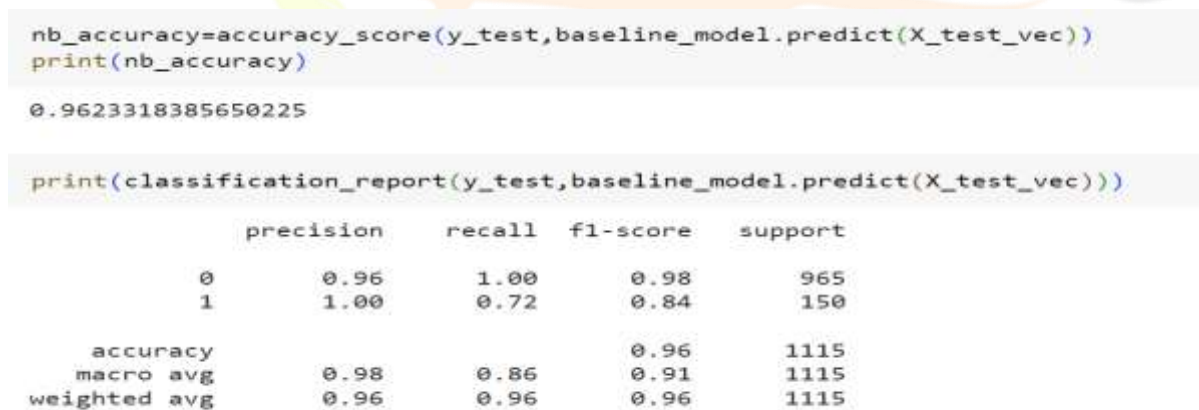 nb_accuracy=accuracy_score(y_test,baseline_model.predict(X_test_vec))
print(nb_accuracy)
0.9623318385650225
print(classification_report(y_test,baseline_model.predict(X_test_vec)))
precision recall f1-score support
0 0.96 1.00 0.98 965
1 1.00 0.72 0.84 150
accuracy 0.96 1115
macro avg 0.98 0.86 0.91 1115
weighted avg 0.96 0.96 0.96 1115